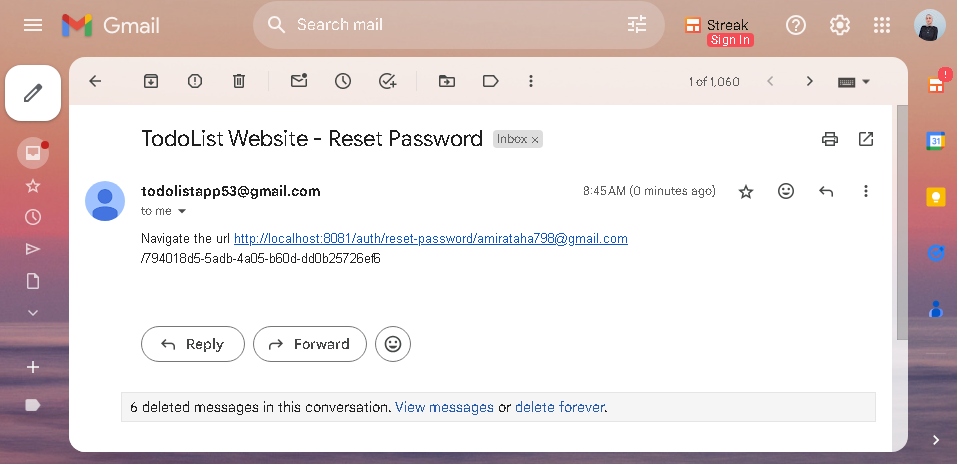 Gmail
Search mail
Streak
Sign In
1 of 1,060
TodoList Website - Reset Password
Inbox ×
todolistapp53@gmail.com
8:45 AM (0 minutes ago)
to me
Navigate the url http://localhost:8081/auth/reset-password/amirataha798@gmail.com
/794018d5-5adb-4a05-b60d-dd0b25726ef6
Reply
Forward
6 deleted messages in this conversation. View messages or delete forever.
31
!